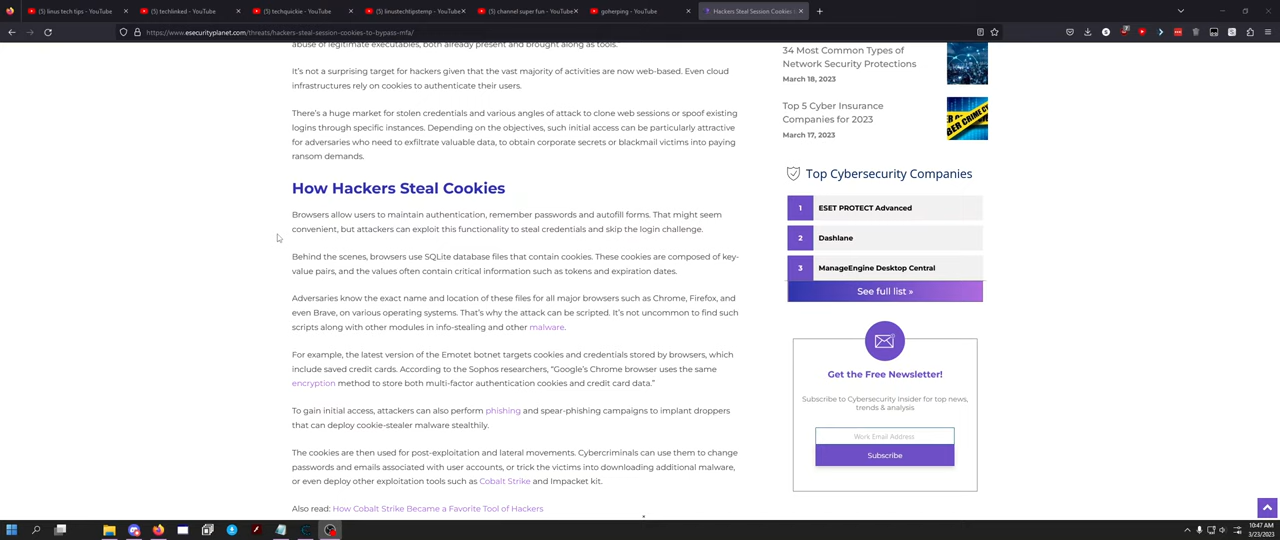 (5) linus tech tips - YouTube
(5) techlinked - YouTube
(5) techquickie - YouTube
(5) linustechtipstemp - YouTube
(5) channel super fun - YouTube
goherping - YouTube
Hackers Steal Session Cookies
https://www.esecurityplanet.com/threats/hackers-steal-session-cookies-to-bypass-mfa/
abuse of legitimate executables, both already present and brought along as tools.
It's not a surprising target for hackers given that the vast majority of activities are now web-based. Even cloud
infrastructures rely on cookies to authenticate their users.
There's a huge market for stolen credentials and various angles of attack to clone web sessions or spoof existing
logins through specific instances. Depending on the objectives, such initial access can be particularly attractive
for adversaries who need to exfiltrate valuable data, to obtain corporate secrets or blackmail victims into paying
ransom demands.
How Hackers Steal Cookies
Browsers allow users to maintain authentication, remember passwords and autofill forms. That might seem
convenient, but attackers can exploit this functionality to steal credentials and skip the login challenge.
Behind the scenes, browsers use SQLite database files that contain cookies. These cookies are composed of key-
value pairs, and the values often contain critical information such as tokens and expiration dates.
Adversaries know the exact name and location of these files for all major browsers such as Chrome, Firefox, and
even Brave, on various operating systems. That's why the attack can be scripted. It's not uncommon to find such
scripts along with other modules in info-stealing and other malware.
For example, the latest version of the Emotet botnet targets cookies and credentials stored by browsers, which
include saved credit cards. According to the Sophos researchers, "Google's Chrome browser uses the same
encryption method to store both multi-factor authentication cookies and credit card data."
To gain initial access, attackers can also perform phishing and spear-phishing campaigns to implant droppers
that can deploy cookie-stealer malware stealthily.
The cookies are then used for post-exploitation and lateral movements. Cybercriminals can use them to change
passwords and emails associated with user accounts, or trick the victims into downloading additional malware,
or even deploy other exploitation tools such as Cobalt Strike and Impacket kit.
Also read: How Cobalt Strike Became a Favorite Tool of Hackers
34 Most Common Types of
Network Security Protections
March 18, 2023
Top 5 Cyber Insurance
Companies for 2023
March 17, 2023
Top Cybersecurity Companies
1 ESET PROTECT Advanced
2 Dashlane
3 ManageEngine Desktop Central
See full list »
Get the Free Newsletter!
Subscribe to Cybersecurity Insider for top news,
trends & analysis
Work Email Address
Subscribe
10:47 AM
3/23/2023